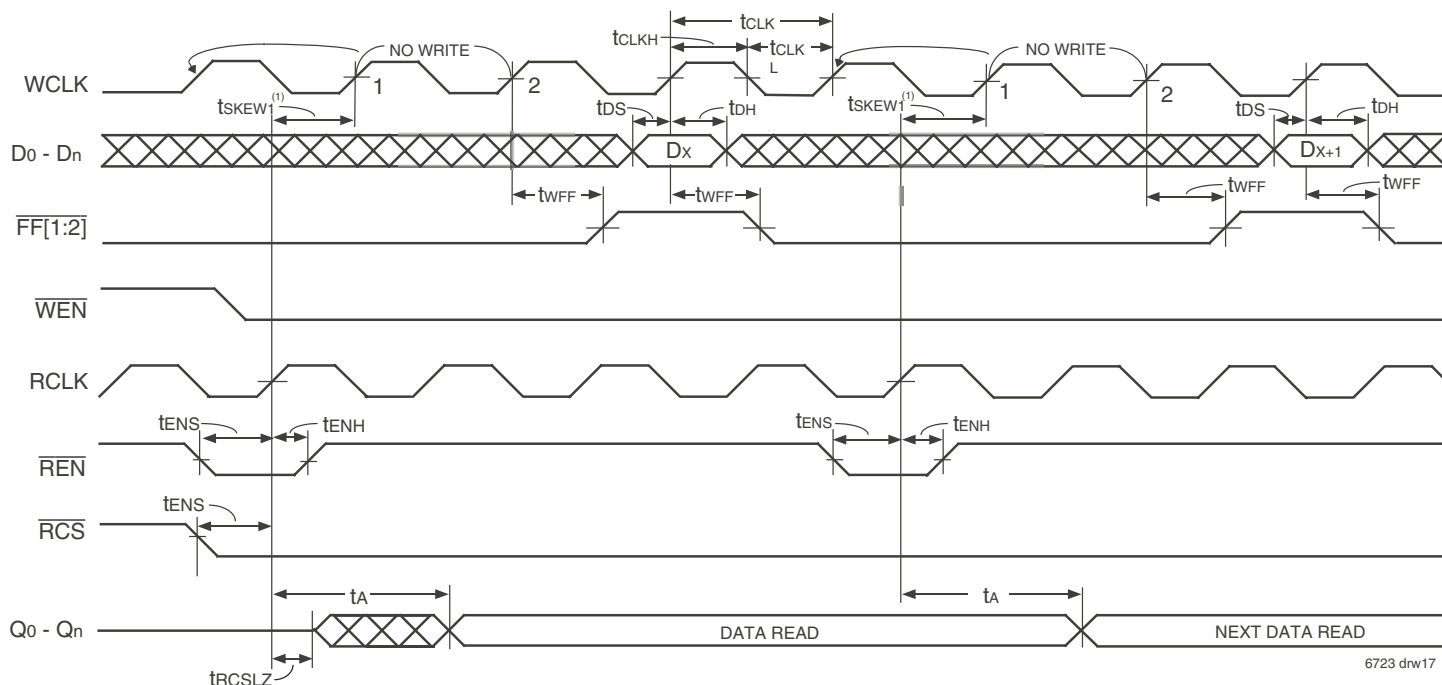 tCLK
tCLKH
tCLK
L
NO WRITE
NO WRITE
WCLK
1
2
1
2
tSKEW1(1)
tDS
tDH
tSKEW1(1)
tDS
tDH
D0 - Dn
DX
DX+1
tWFF
tWFF
tWFF
tWFF
FF[1:2]
WEN
RCLK
tENS
tENH
tENS
tENH
REN
tENS
RCS
tA
tA
Q0 - Qn
DATA READ
NEXT DATA READ
tRCSLZ
6723 drw17